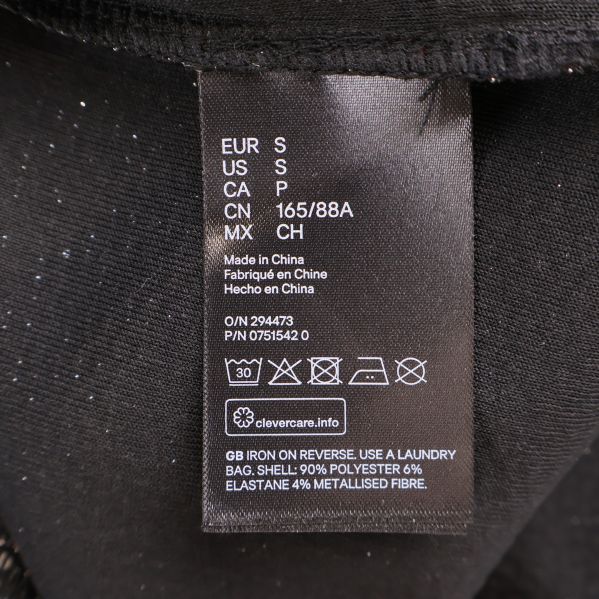 EUR S
US S
CA P
CN 165/88A
MX CH
Made in China
Fabriqué en Chine
Hecho en China
O/N 294473
P/N 0751542 0
30
clevercare.info
GB IRON ON REVERSE. USE A LAUNDRY
BAG. SHELL: 90% POLYESTER 6%
ELASTANE 4% METALLISED FIBRE.